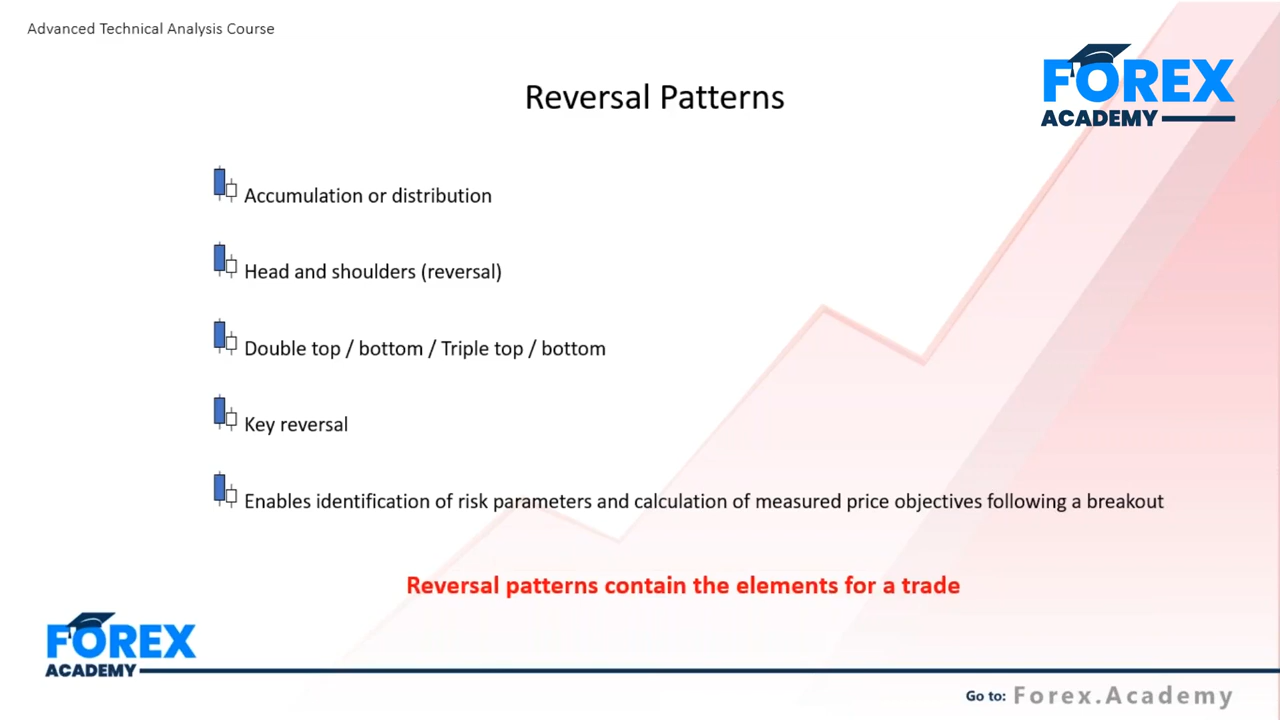 Advanced Technical Analysis Course
FOREX
ACADEMY
Reversal Patterns
Accumulation or distribution
Head and shoulders (reversal)
Double top / bottom / Triple top / bottom
Key reversal
Enables identification of risk parameters and calculation of measured price objectives following a breakout
Reversal patterns contain the elements for a trade
FOREX
ACADEMY
Go to: Forex.Academy